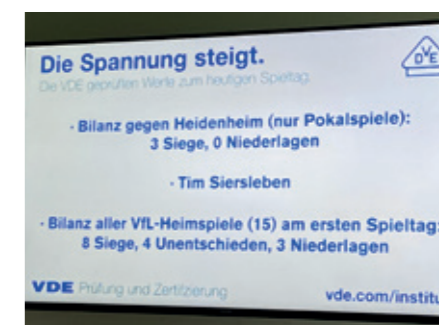 Die Spannung steigt.
Die VDE geprüften Werte zum heutigen Spieltag.
DVE
- Bilanz gegen Heidenheim (nur Pokalspiele):
3 Siege, 0 Niederlagen
- Tim Siersleben
- Bilanz aller VfL-Heimspiele (15) am ersten Spieltag:
8 Siege, 4 Unentschieden, 3 Niederlagen
VDE Prüfung und Zertifizierung
vde.com/institu